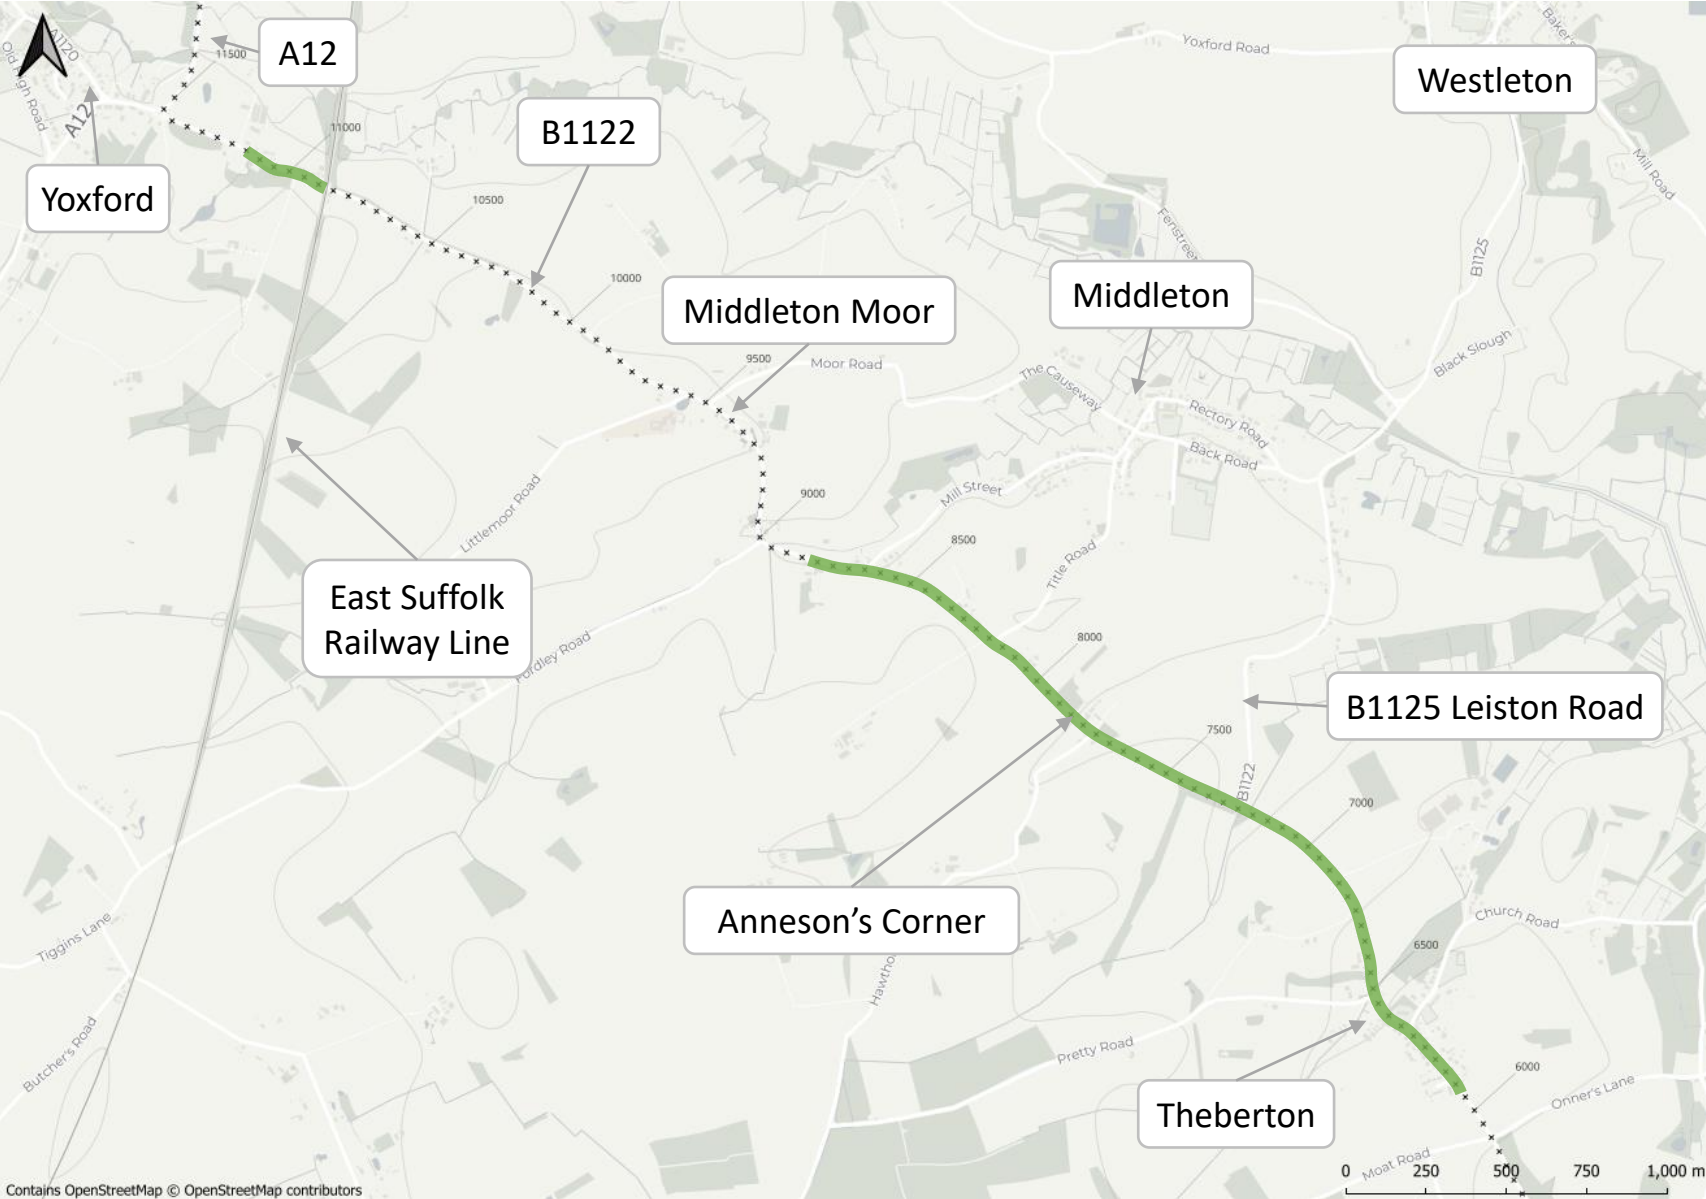 A12
Westleton
B1122
Yoxford
Middleton
Middleton Moor
East Suffolk
Railway Line
B1125 Leiston Road
Anneson’s Corner
Theberton
A1120
Old High Road
A12
11500
11000
10500
10000
9500
9000
8500
8000
7500
7000
6500
6000
Yoxford Road
Mill Road
B1125
Black Slough
Moor Road
The Causeway
Rectory Road
Back Road
Mill Street
Title Road
Littlemoor Road
B1122
Church Road
Tiggins Lane
Butcher's Road
Pretty Road
Onner's Lane
Moat Road
0 250 500 750 1,000 m
Contains OpenStreetMap © OpenStreetMap contributors